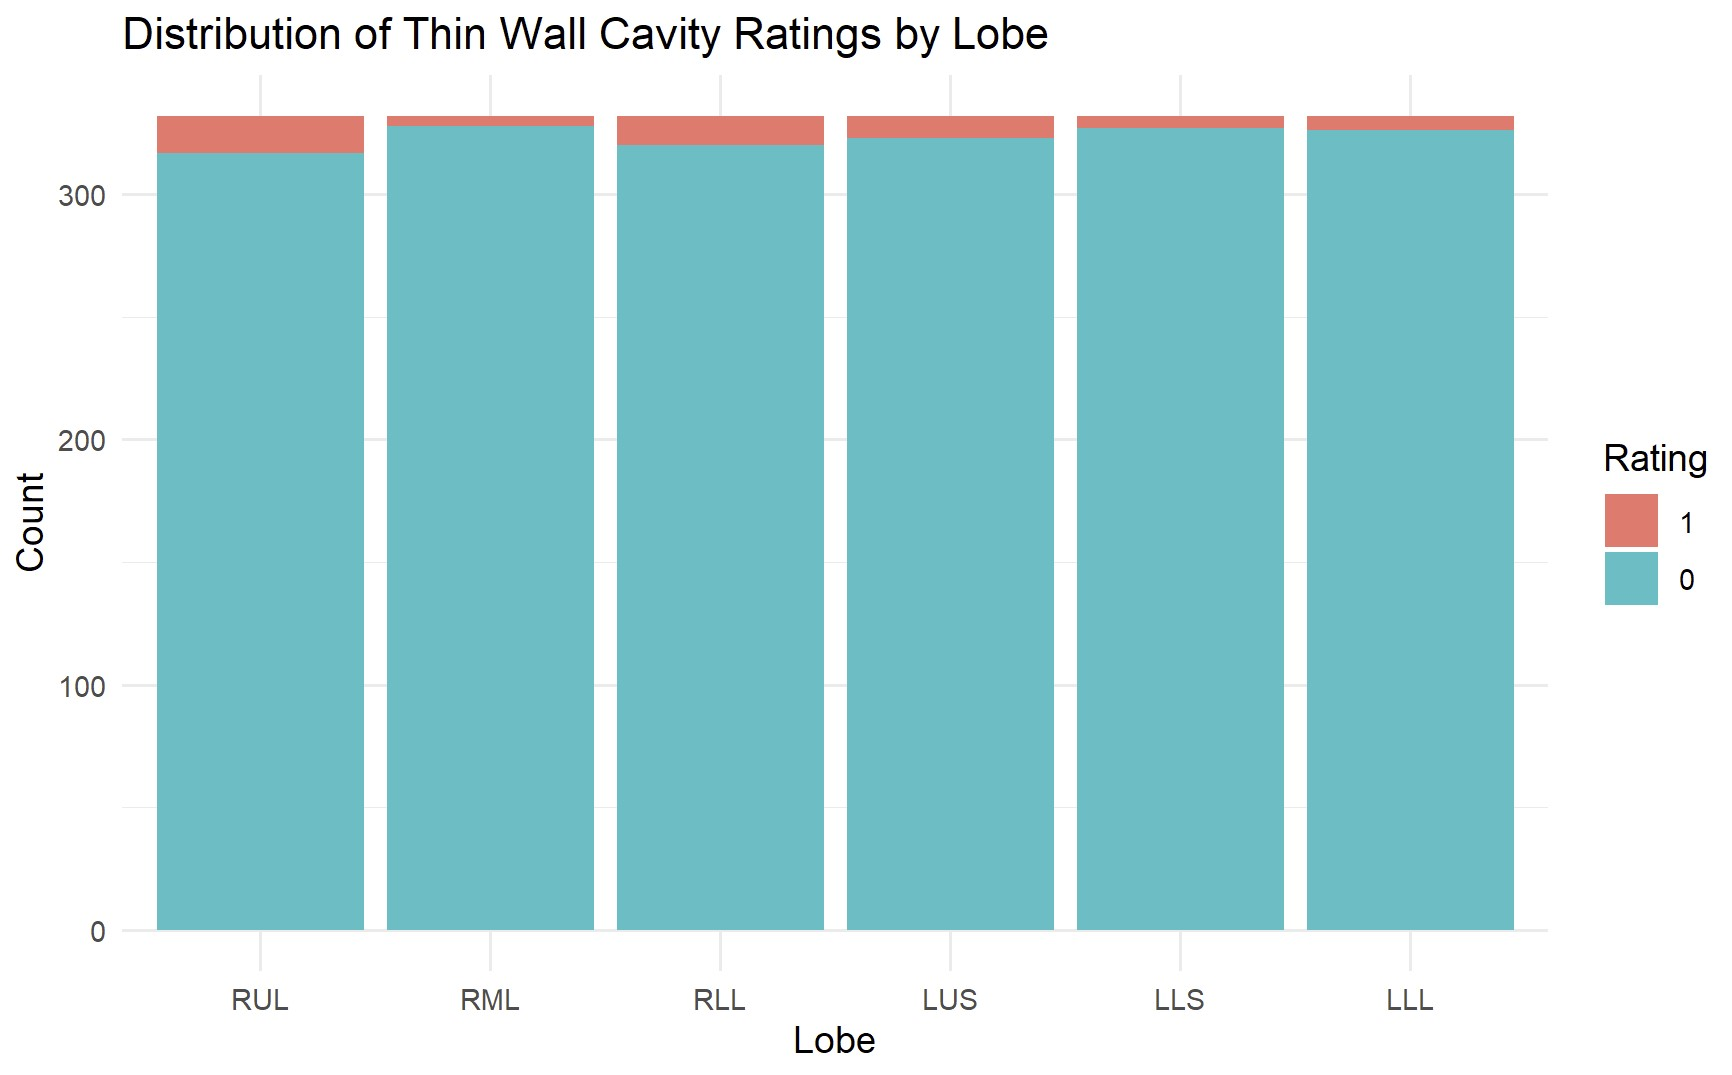 Distribution of Thin Wall Cavity Ratings by Lobe
Count
300
200
100
0
RUL RML RLL LUS LLS LLL
Lobe
Rating
1
0